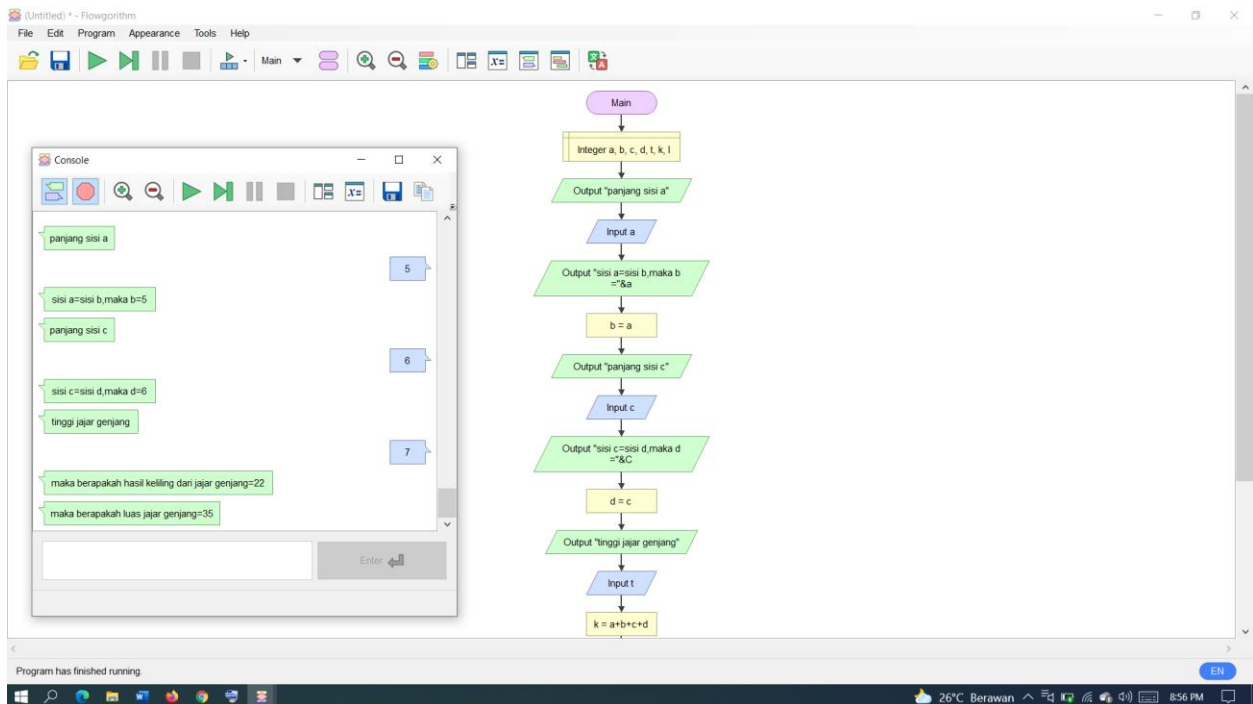 (Untitled) * - Flowgorithm
File Edit Program Appearance Tools Help
Main
Console
panjang sisi a
5
sisi a=sisi b,maka b=5
panjang sisi c
6
sisi c=sisi d,maka d=6
tinggi jajar genjang
7
maka berapakah hasil keliling dari jajar genjang=22
maka berapakah luas jajar genjang=35
Enter
Main
Integer a, b, c, d, t, k, l
Output "panjang sisi a"
Input a
Output "sisi a=sisi b,maka b
="&a
b = a
Output "panjang sisi c"
Input c
Output "sisi c=sisi d,maka d
="&C
d = c
Output "tinggi jajar genjang"
Input t
k = a+b+c+d
Program has finished running.
EN
26°C Berawan
8:56 PM